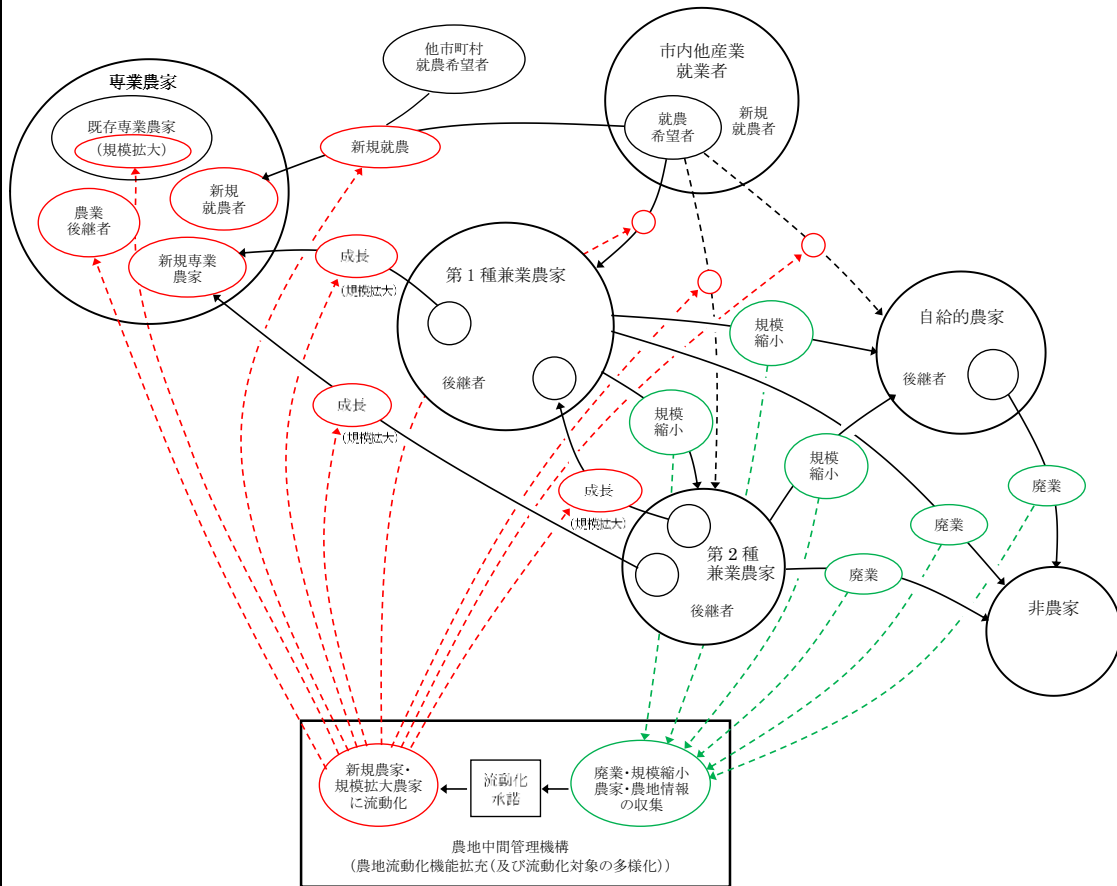 他市町村
就農希望者
市内他産業
就業者
就農
希望者
新規
就農者
専業農家
既存専業農家
(規模拡大)
新規就農
新規
就農者
農業
後継者
新規専業
農家
成長
(規模拡大)
第１種兼業農家
後継者
規模
縮小
自給的農家
後継者
成長
(規模拡大)
規模
縮小
規模
縮小
成長
(規模拡大)
第２種
兼業農家
後継者
廃業
廃業
廃業
非農家
新規農家・
規模拡大農家
に流動化
流動化
承諾
廃業・規模縮小
農家・農地情報
の収集
農地中間管理機構
(農地流動化機能拡充(及び流動化対象の多様化))